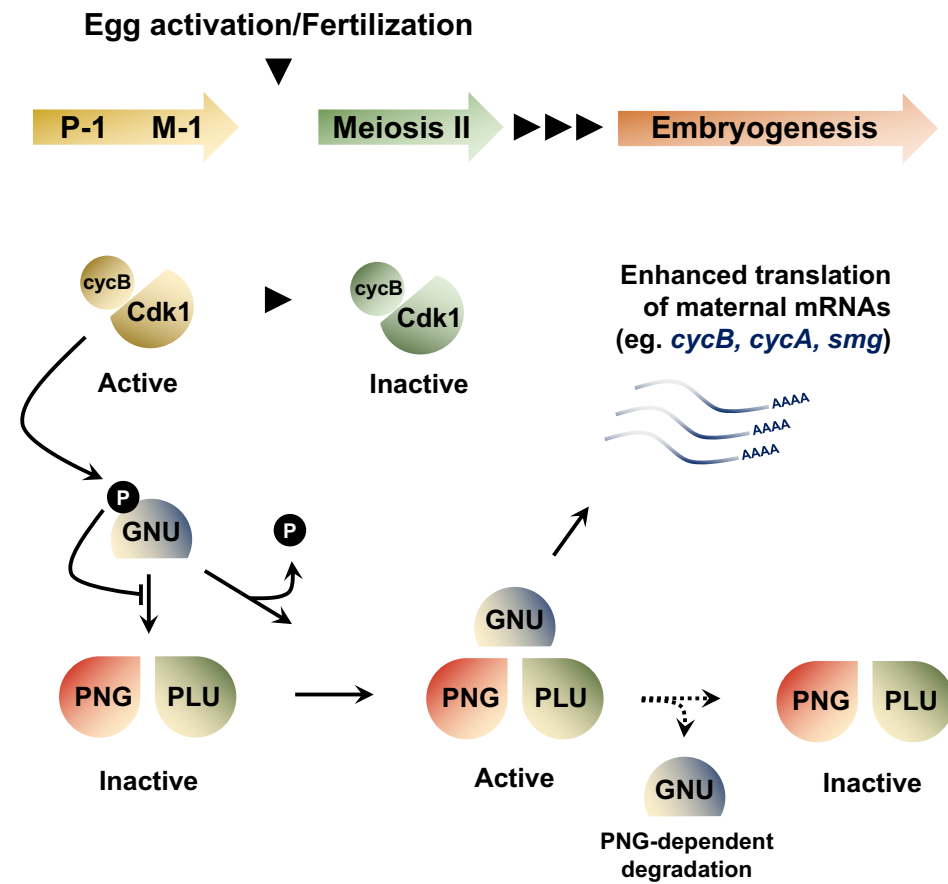 Egg activation/Fertilization
P-1 M-1
Meiosis II
Embryogenesis
cycB
Cdk1
Active
cycB
Cdk1
Inactive
Enhanced translation
of maternal mRNAs
(eg. cycB, cycA, smg)
AAAA
AAAA
AAAA
P
GNU
P
PNG
PLU
Inactive
GNU
PNG
PLU
Active
GNU
PNG-dependent
degradation
PNG
PLU
Inactive